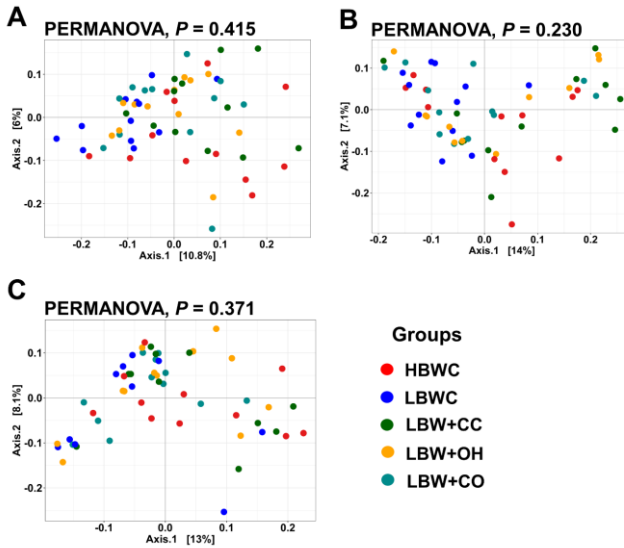 A
PERMANOVA, P = 0.415
0.1
0.0
-0.1
-0.2
Axis.2 [6%]
-0.2 -0.1 0.0 0.1 0.2
Axis.1 [10.8%]
B
PERMANOVA, P = 0.230
0.1
0.0
-0.1
-0.2
Axis.2 [7.1%]
-0.2 -0.1 0.0 0.1 0.2
Axis.1 [14%]
C
PERMANOVA, P = 0.371
0.1
0.0
-0.1
-0.2
Axis.2 [8.1%]
-0.1 0.0 0.1 0.2
Axis.1 [13%]
Groups
HBWC
LBWC
LBW+CC
LBW+OH
LBW+CO